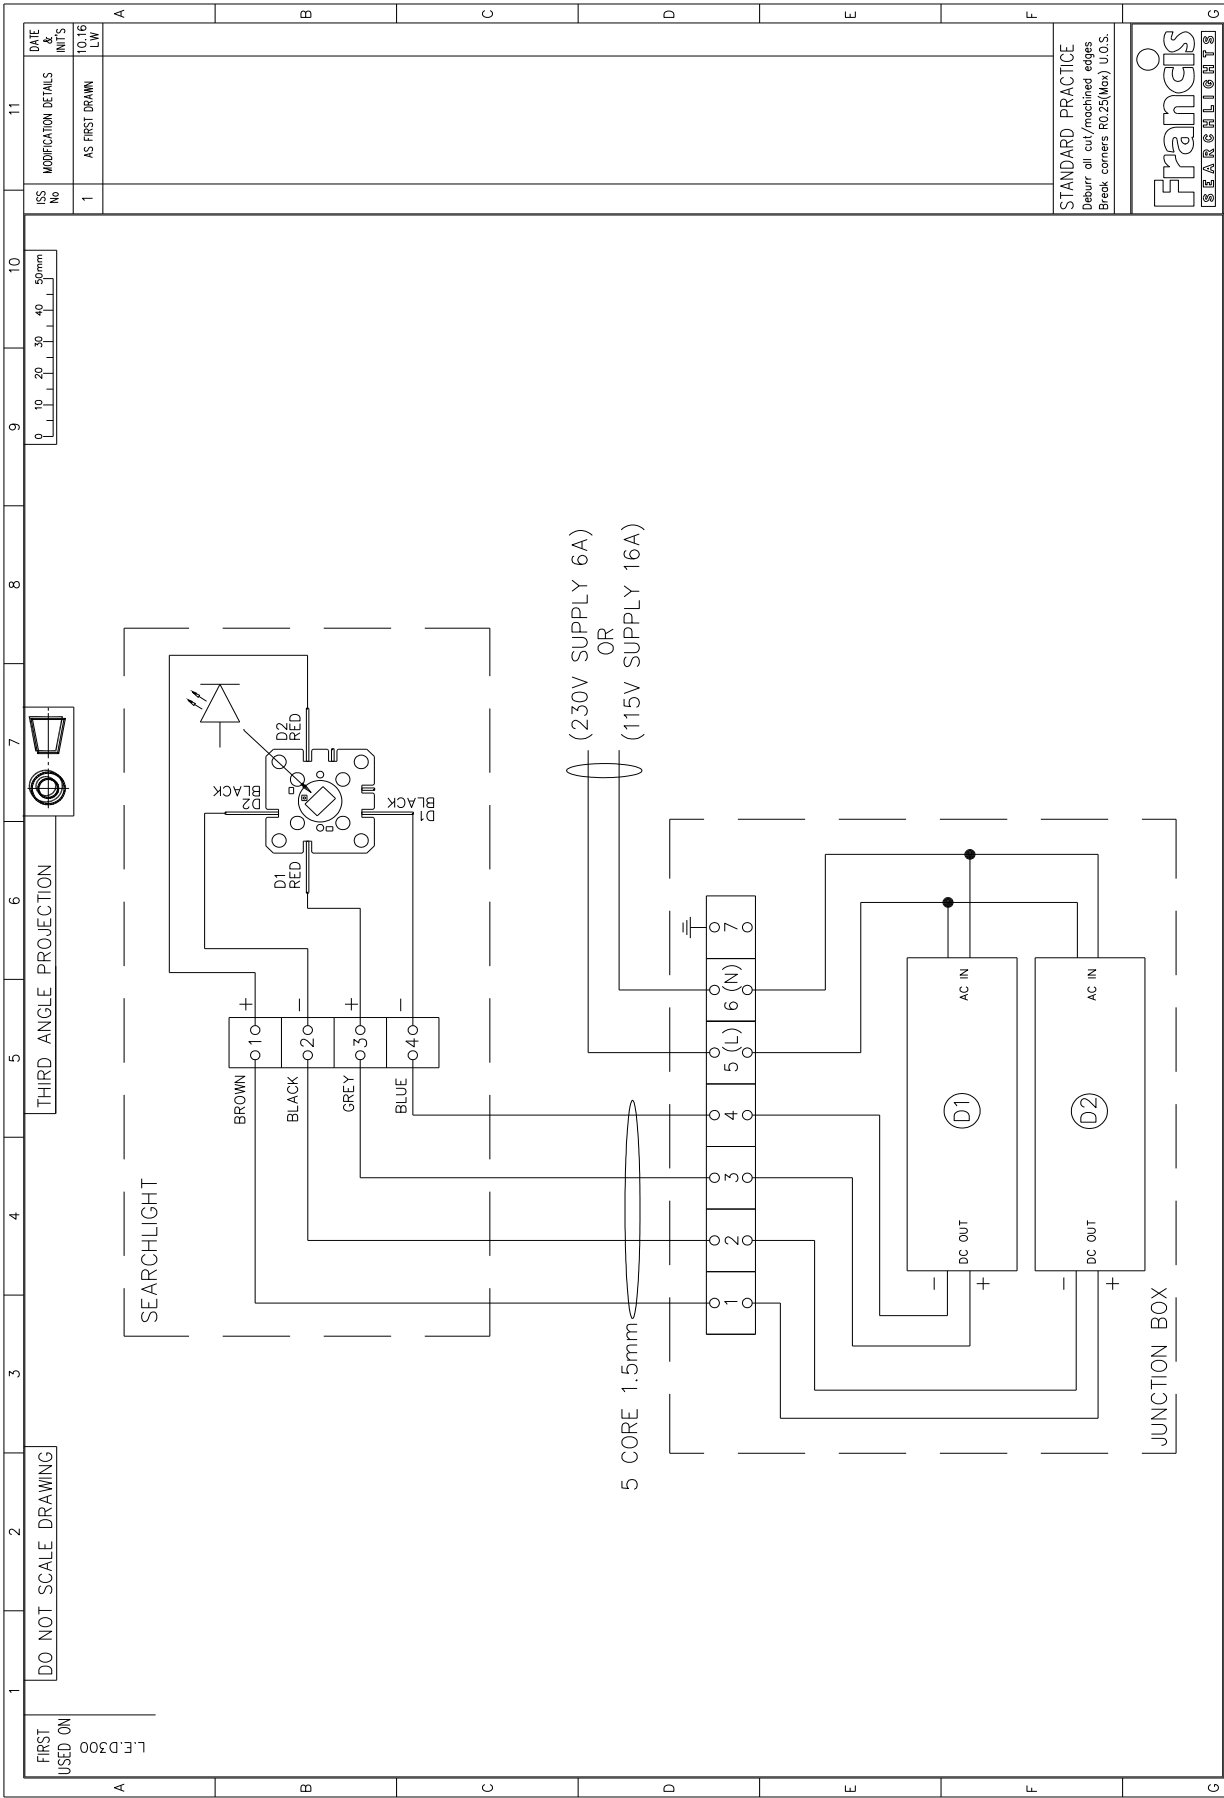 1
2
3
4
5
6
7
8
9
10
11
FIRST
USED ON
L.E.D300
DO NOT SCALE DRAWING
THIRD ANGLE PROJECTION
0 10 20 30 40 50mm
ISS
No
MODIFICATION DETAILS
DATE
&
INIT'S
1
AS FIRST DRAWN
10.16
LW
A
A
B
B
C
C
D
D
E
E
F
F
G
G
SEARCHLIGHT
BROWN
BLACK
GREY
BLUE
1
2
3
4
+
−
+
−
D2
BLACK
D2
RED
D1
RED
D1
BLACK
(230V SUPPLY 6A)
OR
(115V SUPPLY 16A)
5 CORE 1.5mm
1
2
3
4
5 (L)
6 (N)
7
DC OUT
−
+
D1
AC IN
DC OUT
−
+
D2
AC IN
JUNCTION BOX
STANDARD PRACTICE
Deburr all cut/machined edges
Break corners R0.25(Max) U.O.S.
Francis
SEARCHLIGHTS